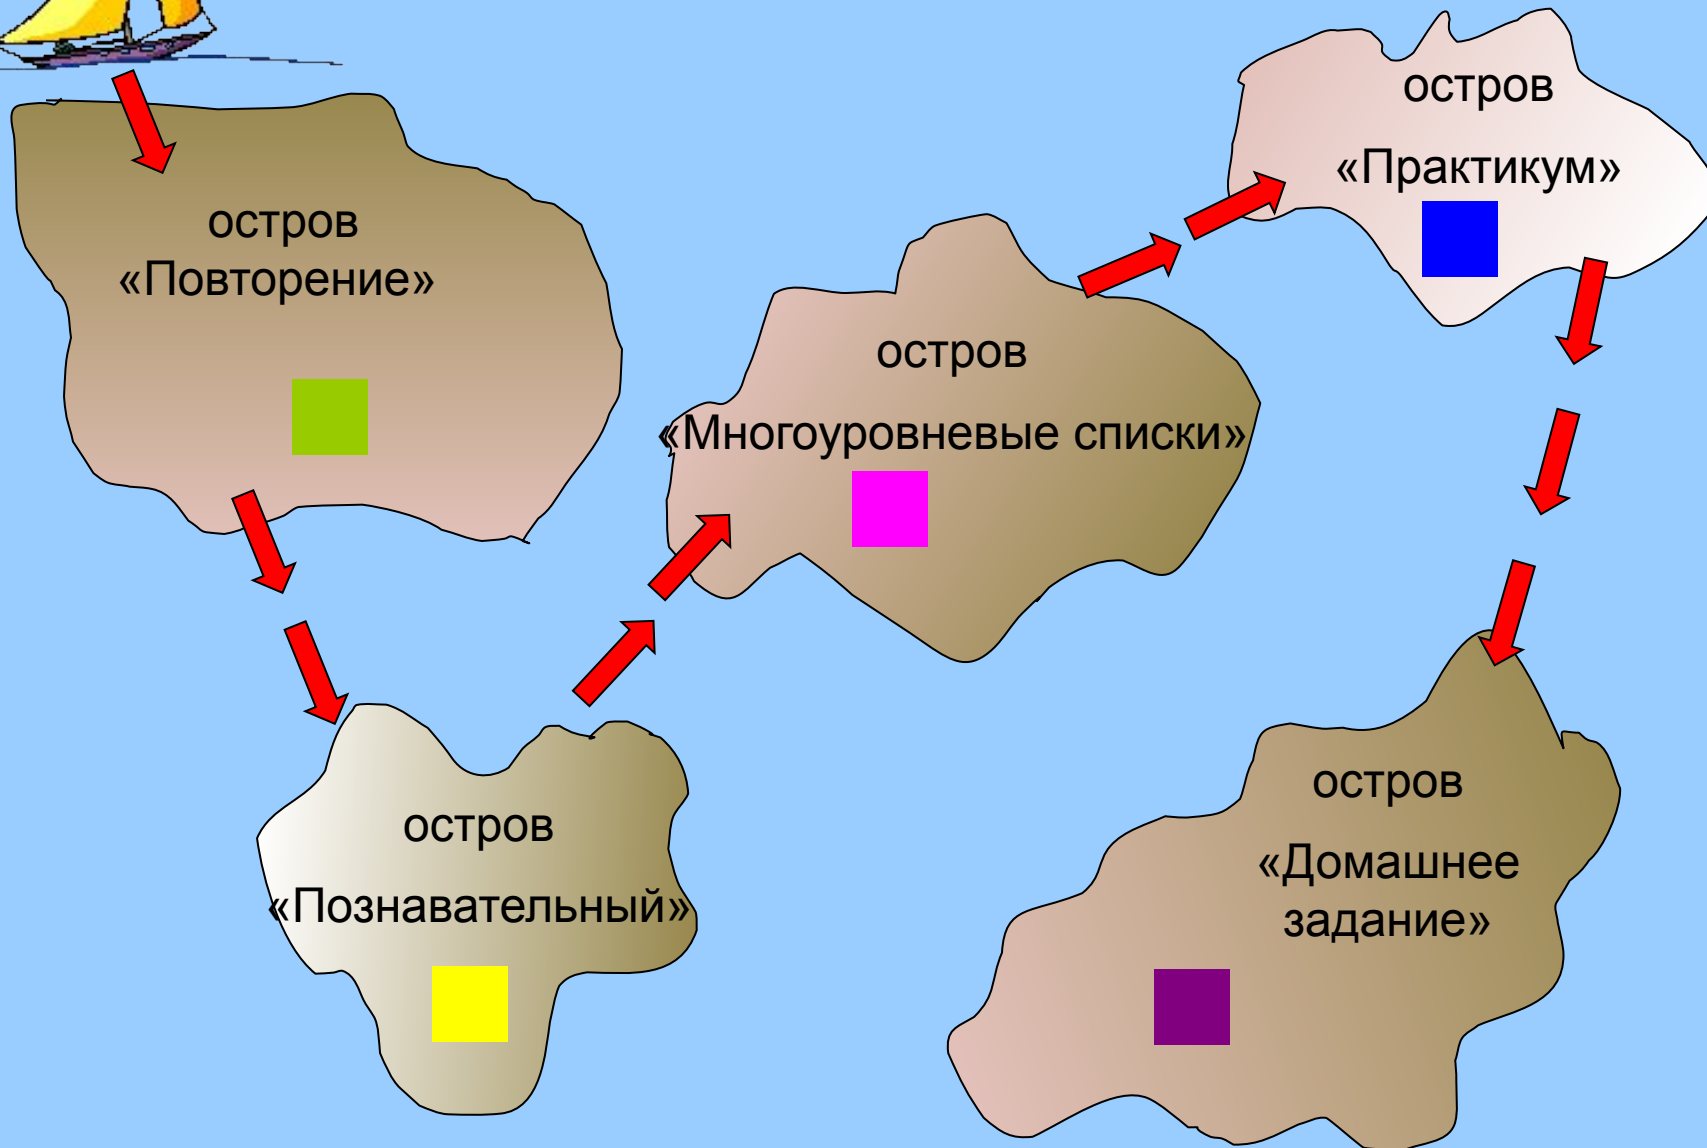 остров
«Повторение»
остров
«Познавательный»
остров
«Многоуровневые списки»
остров
«Практикум»
остров
«Домашнее
задание»